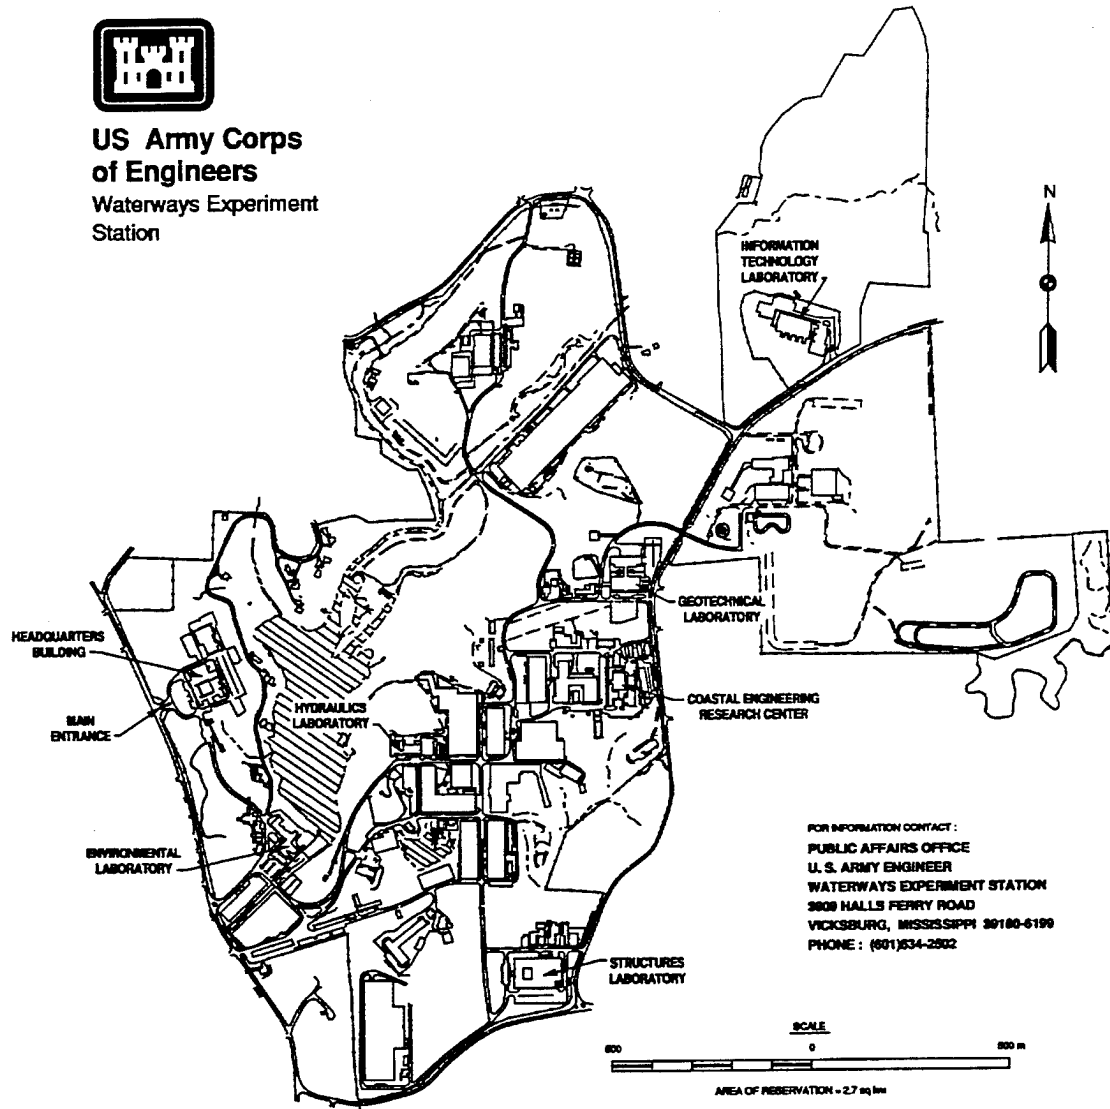 US Army Corps
of Engineers
Waterways Experiment
Station
N
INFORMATION
TECHNOLOGY
LABORATORY
GEOTECHNICAL
LABORATORY
HEADQUARTERS
BUILDING
MAIN
ENTRANCE
HYDRAULICS
LABORATORY
COASTAL ENGINEERING
RESEARCH CENTER
ENVIRONMENTAL
LABORATORY
STRUCTURES
LABORATORY
FOR INFORMATION CONTACT :
PUBLIC AFFAIRS OFFICE
U. S. ARMY ENGINEER
WATERWAYS EXPERIMENT STATION
3909 HALLS FERRY ROAD
VICKSBURG, MISSISSIPPI 39180-6199
PHONE : (601)634-2502
SCALE
500 0 500 m
AREA OF RESERVATION = 2.7 sq km